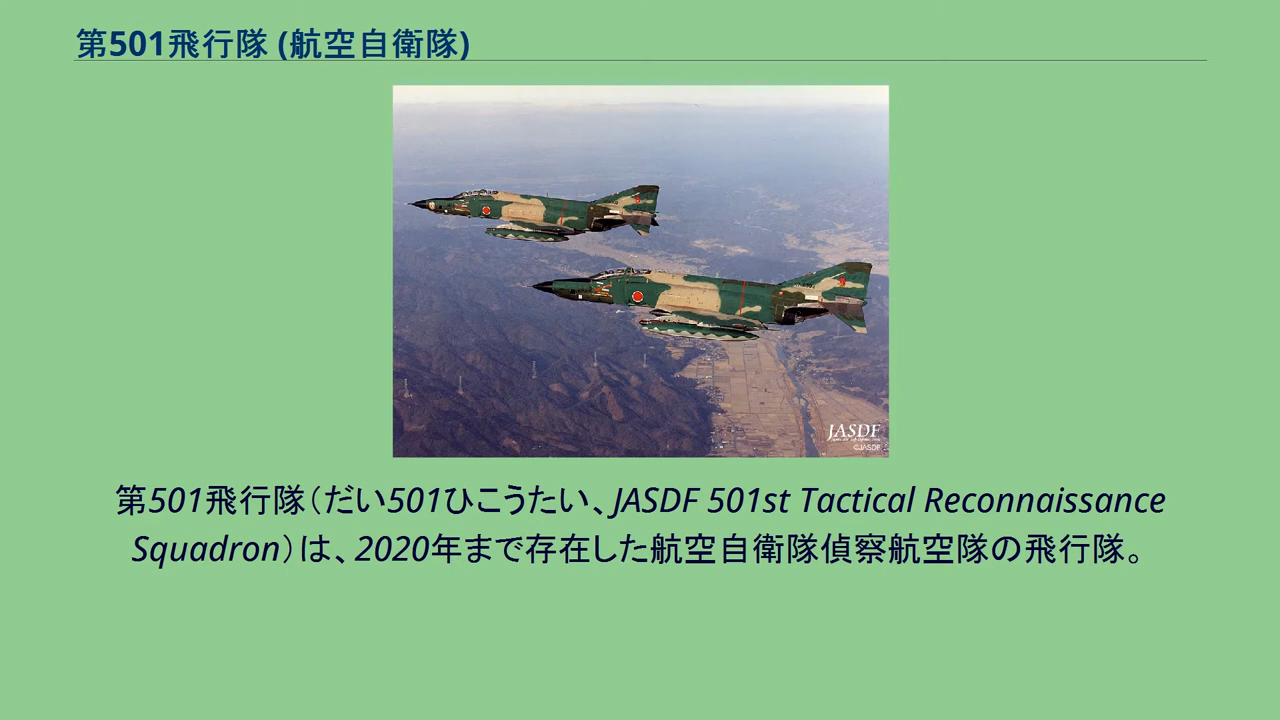 第501飛行隊 (航空自衛隊)
JASDF
©JASDF
第501飛行隊（だい501ひこうたい、JASDF 501st Tactical Reconnaissance
Squadron）は、2020年まで存在した航空自衛隊偵察航空隊の飛行隊。